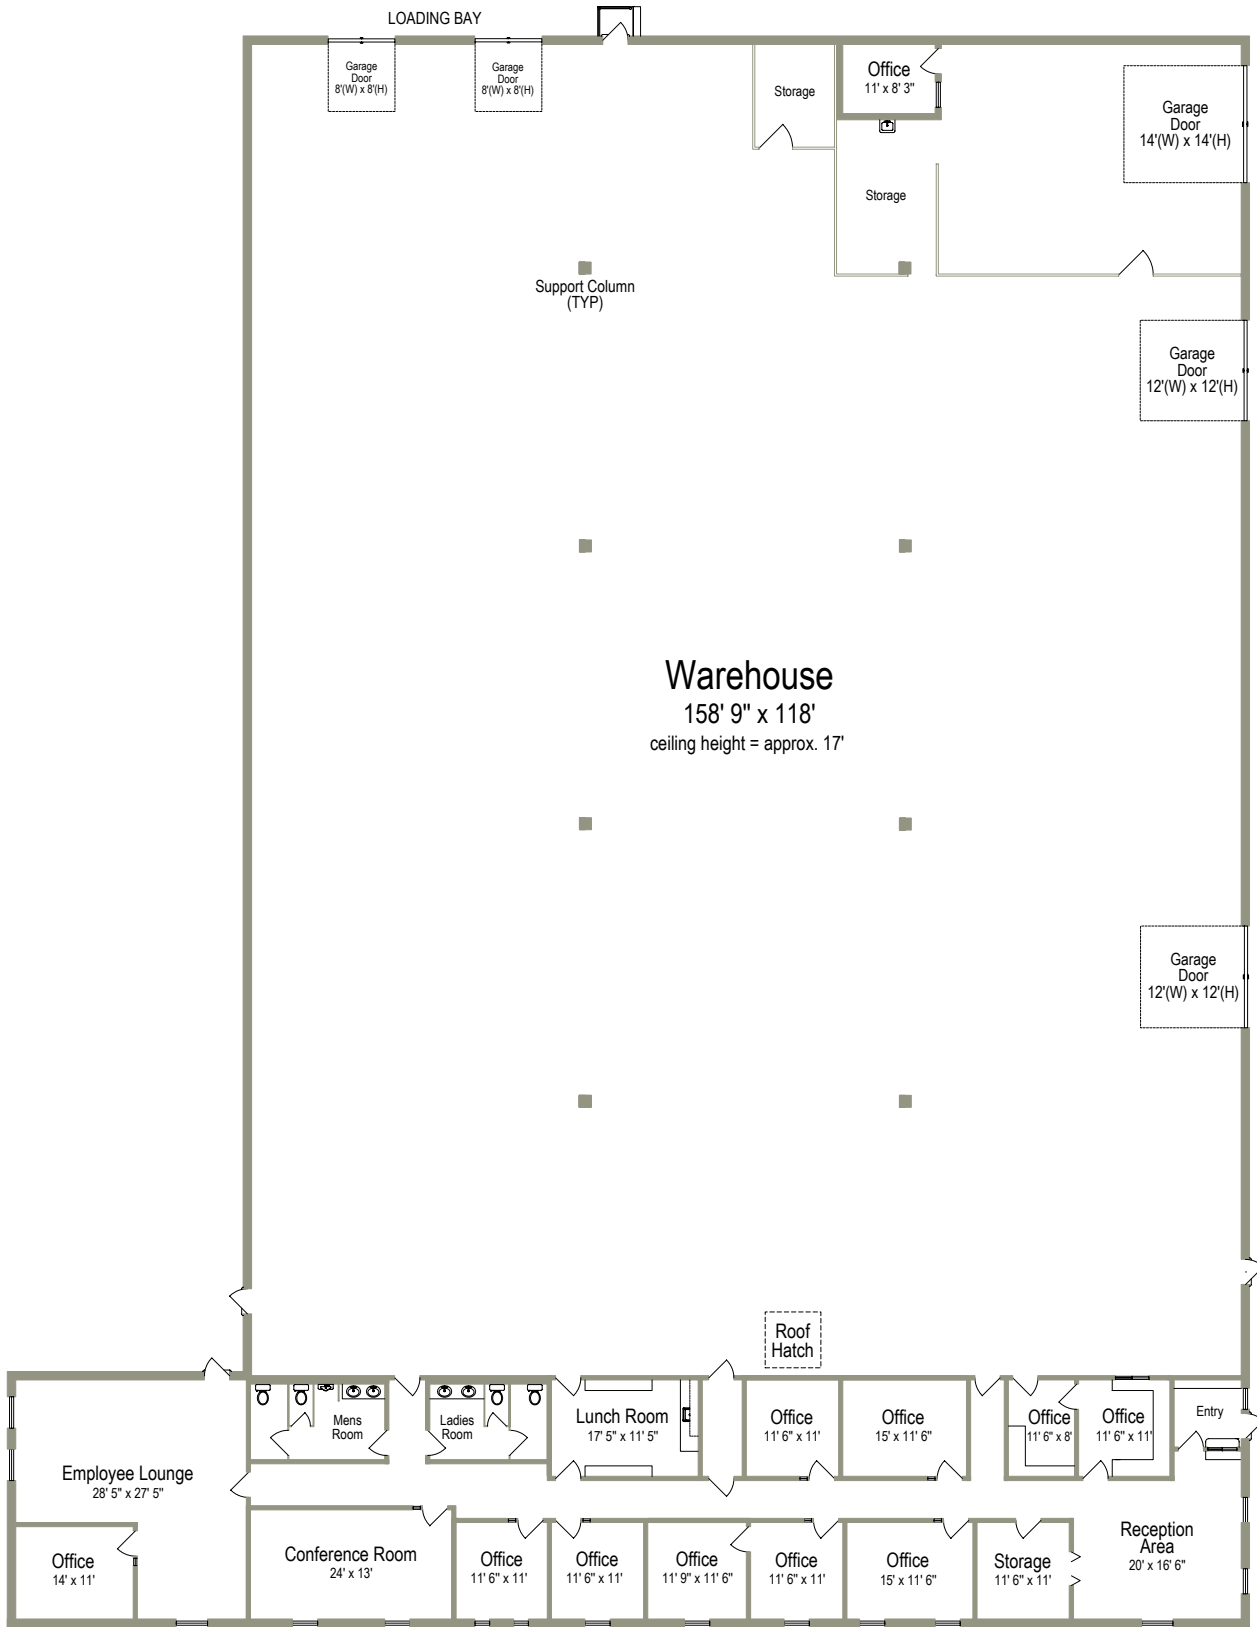 LOADING BAY
Garage
Door
8'(W) x 8'(H)
Garage
Door
8'(W) x 8'(H)
Storage
Office
11' x 8' 3"
Garage
Door
14'(W) x 14'(H)
Storage
Support Column
(TYP)
Garage
Door
12'(W) x 12'(H)
Warehouse
158' 9" x 118'
ceiling height = approx. 17'
Garage
Door
12'(W) x 12'(H)
Roof
Hatch
Mens
Room
Ladies
Room
Lunch Room
17' 5" x 11' 5"
Office
11' 6" x 11'
Office
15' x 11' 6"
Office
11' 6" x 8'
Office
11' 6" x 11'
Entry
Employee Lounge
28' 5" x 27' 5"
Office
14' x 11'
Conference Room
24' x 13'
Office
11' 6" x 11'
Office
11' 6" x 11'
Office
11' 9" x 11' 6"
Office
11' 6" x 11'
Office
15' x 11' 6"
Storage
11' 6" x 11'
Reception
Area
20' x 16' 6"